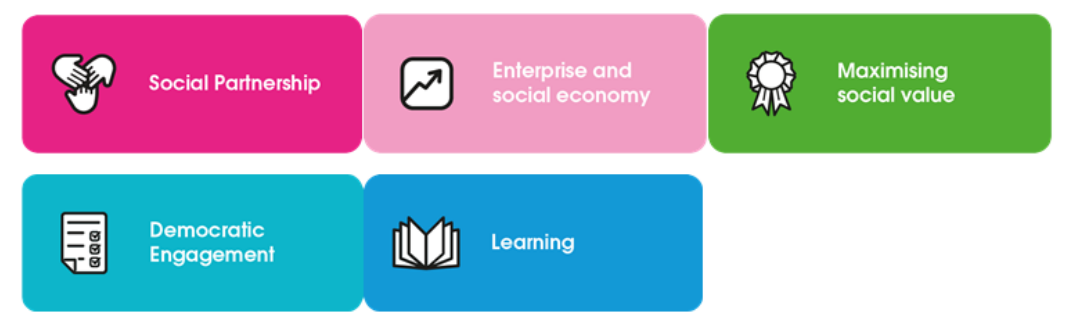 Social Partnership
Enterprise and
social economy
Maximising
social value
Democratic
Engagement
Learning